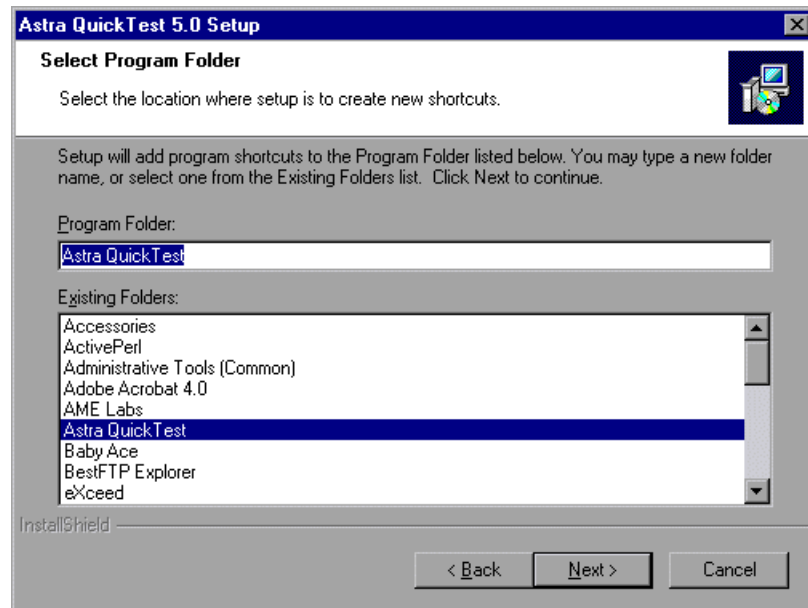 Astra QuickTest 5.0 Setup
Select Program Folder
Select the location where setup is to create new shortcuts.
Setup will add program shortcuts to the Program Folder listed below. You may type a new folder
name, or select one from the Existing Folders list.  Click Next to continue.
Program Folder:
Astra QuickTest
Existing Folders:
Accessories
ActivePerl
Administrative Tools (Common)
Adobe Acrobat 4.0
AME Labs
Astra QuickTest
Baby Ace
BestFTP Explorer
eXceed
InstallShield
< Back
Next >
Cancel